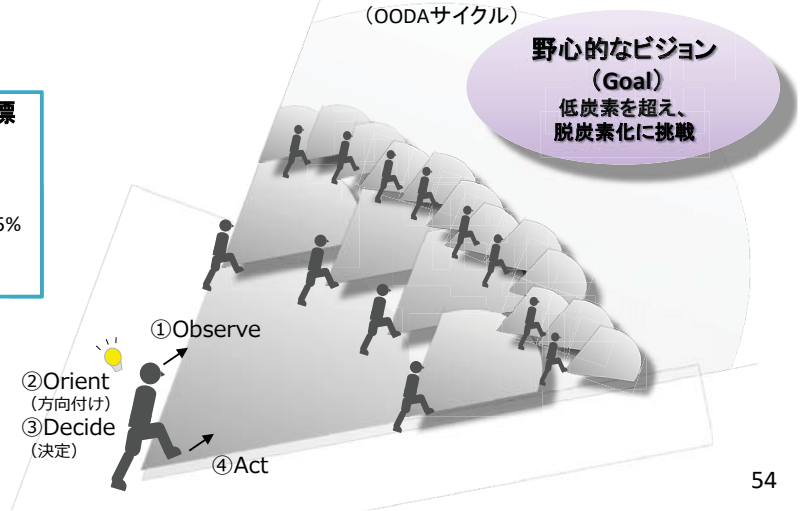 （OODAサイクル）
野心的なビジョン
（Goal）
低炭素を超え、
脱炭素化に挑戦
標
%
①Observe
②Orient
（方向付け）
③Decide
（決定）
④Act
54